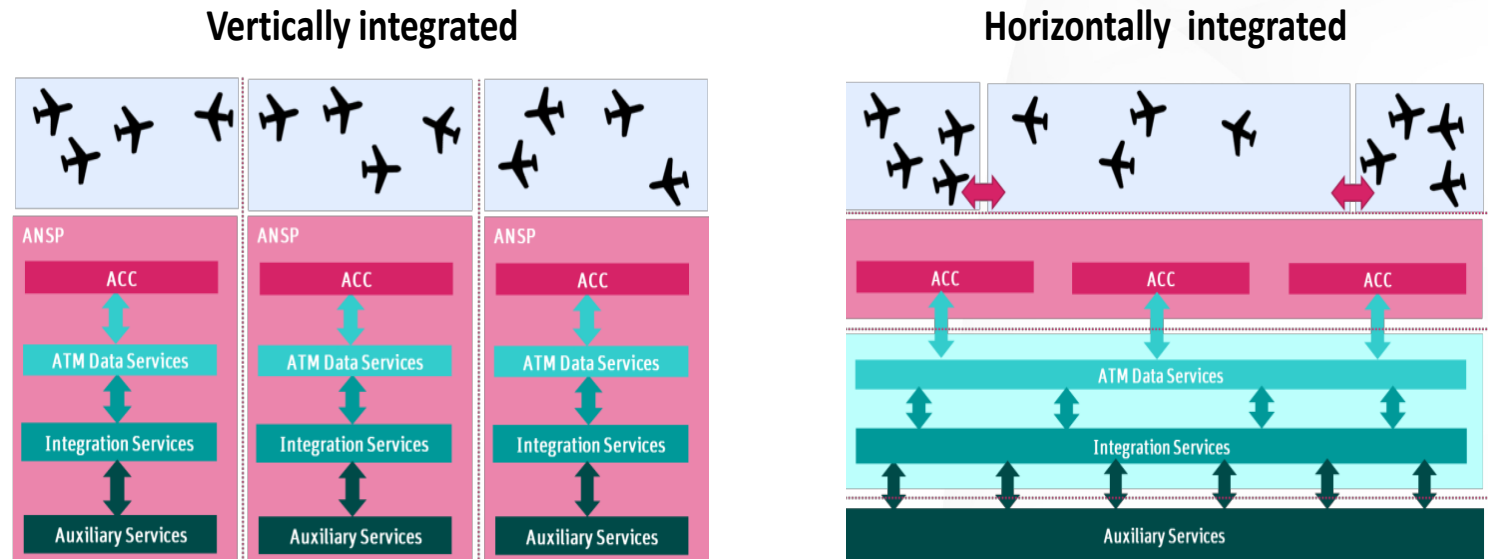 Vertically integrated
Horizontally integrated
ANSP
ANSP
ANSP
ACC
ACC
ACC
ATM Data Services
ATM Data Services
ATM Data Services
Integration Services
Integration Services
Integration Services
Auxiliary Services
Auxiliary Services
Auxiliary Services
ACC
ACC
ACC
ATM Data Services
Integration Services
Auxiliary Services